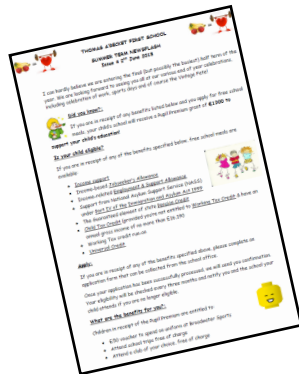 THOMAS A'BECKET FIRST SCHOOL
SUMMER TERM NEWSFLASH
Issue 4 2nd June 2015
I can hardly believe we are entering the final (but possibly the busiest) half term of the
year. We are looking forward to seeing you all at our various end of year celebrations,
including celebration of work, sports days and of course the Vintage Fete!
Did you know?:
If you are in receipt of any benefits listed below and you apply for free school
meals, your child's school will receive a Pupil Premium grant of £1300 to
support your child's education!
Is your child eligible?
If you are in receipt of any of the benefits specified below, free school meals are
available:
• Income support
• Income-based Jobseeker's Allowance
• Income-related Employment & Support Allowance
• Support from National Asylum Support Service (NASS)
under Part IV of the Immigration and Asylum Act 1999
• The Guaranteed element of state Pension Credit
• Child Tax Credit (provided you're not entitled to Working Tax Credit & have an
annual gross income of no more than £16,190
• Working Tax credit run-on
• Universal Credit
Apply:
If you are in receipt of any of the benefits specified above, please complete an
application form that can be collected from the school office.
Once your application has been successfully processed, we will send you confirmation
Your eligibility will be checked every three months and notify you and the school your
child attends if you are no longer eligible.
What are the benefits for you?:
Children in receipt of the Pupil Premium are entitled to:
• £50 voucher to spend on uniform at Broadwater Sports
• Attend school trips free of charge
• Attend a club of your choice, free of charge